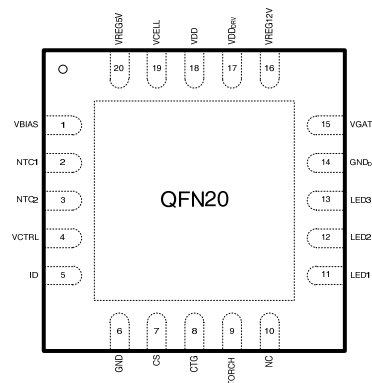 VREG5V
VCELL
VDD
VDDDRV
VREG12V
20
19
18
17
16
VBIAS 1
15 VGAT
NTC1 2
14 GNDD
NTC2 3
QFN20
13 LED3
VCTRL 4
12 LED2
ID 5
11 LED1
6
7
8
9
10
GND
CS
CTG
TORCH
NC